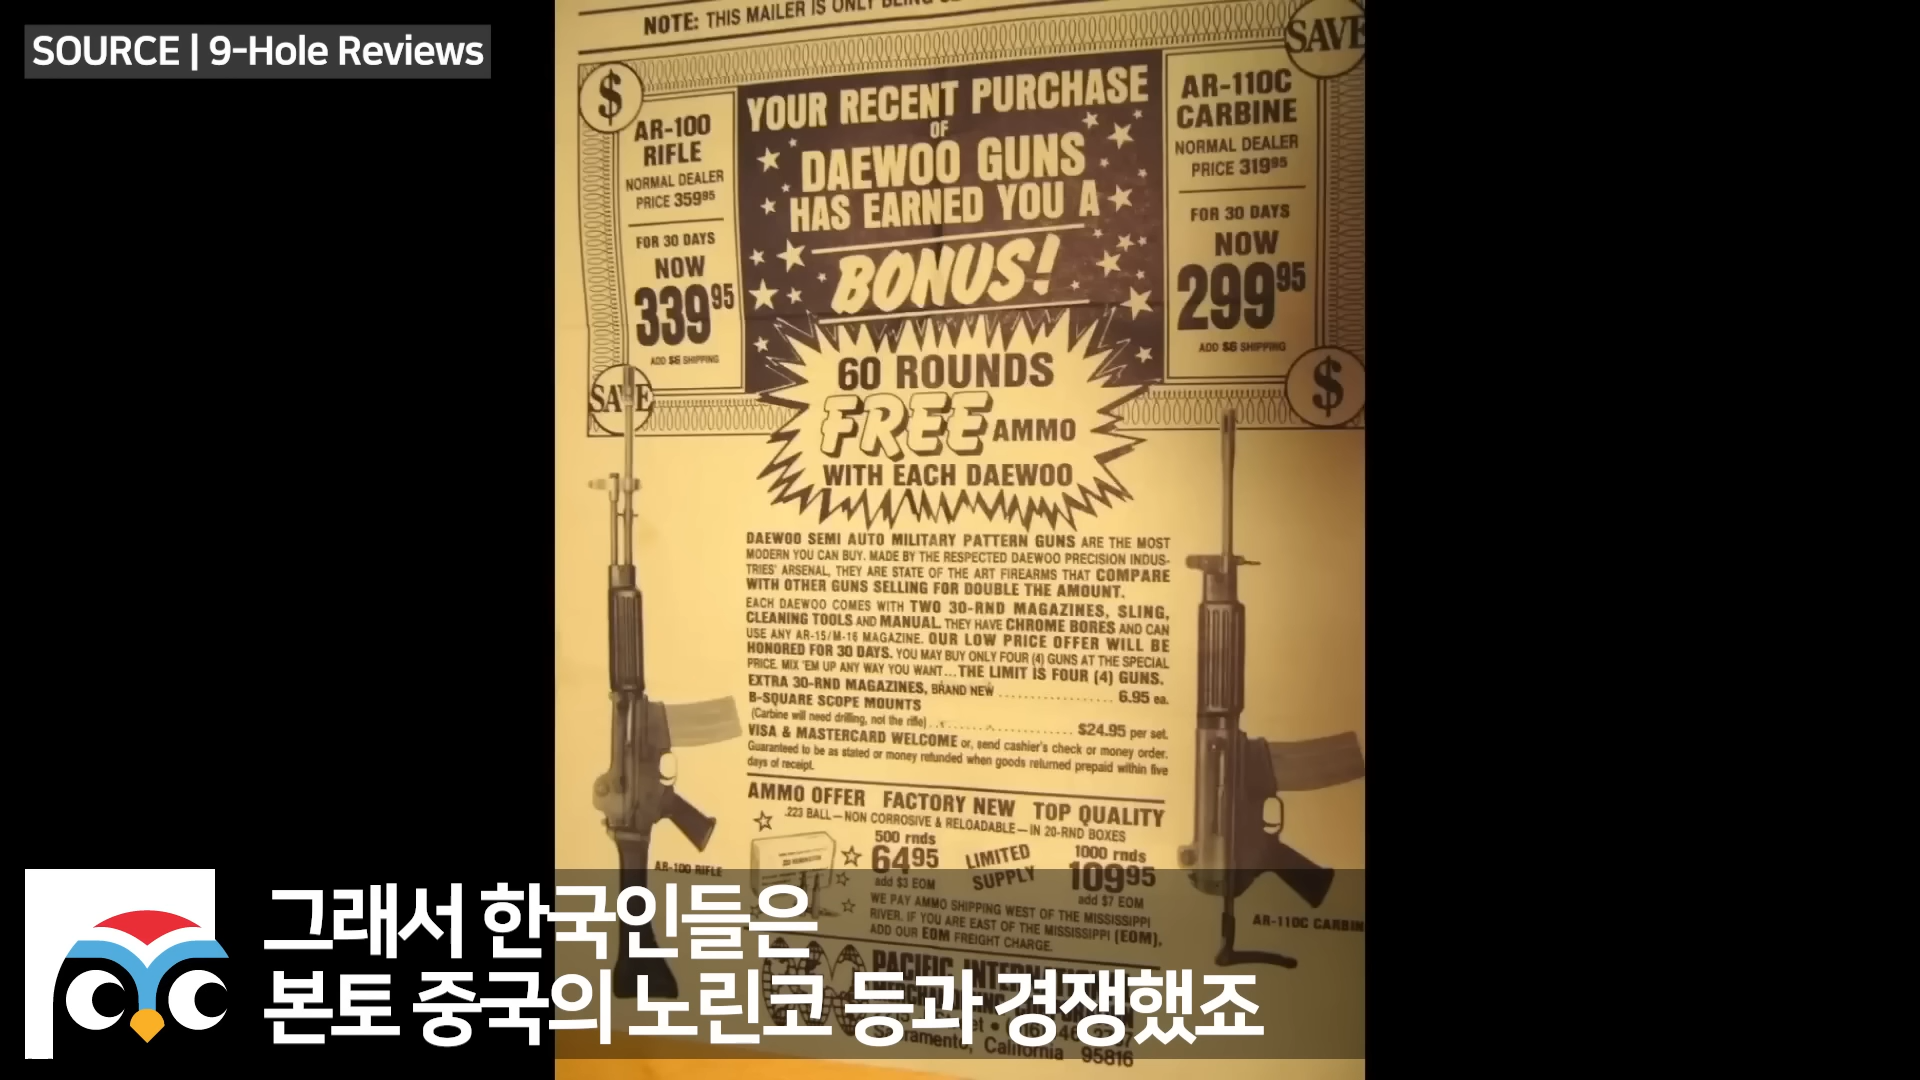 SOURCE | 9-Hole Reviews
NOTE: THIS MAILER IS ONLY BEING
SAVE
$
AR-100
RIFLE
NORMAL DEALER
PRICE 359⁹⁵
FOR 30 DAYS
NOW
339⁹⁵
ADD $6 SHIPPING
SAVE
YOUR RECENT PURCHASE
OF
DAEWOO GUNS
HAS EARNED YOU A
BONUS!
60 ROUNDS
FREE AMMO
WITH EACH DAEWOO
AR-110C
CARBINE
NORMAL DEALER
PRICE 319⁹⁵
FOR 30 DAYS
NOW
299⁹⁵
ADD $6 SHIPPING
$
DAEWOO SEMI AUTO MILITARY PATTERN GUNS ARE THE MOST
MODERN YOU CAN BUY. MADE BY THE RESPECTED DAEWOO PRECISION INDUS-
TRIES' ARSENAL, THEY ARE STATE OF THE ART FIREARMS THAT COMPARE
WITH OTHER GUNS SELLING FOR DOUBLE THE AMOUNT.
EACH DAEWOO COMES WITH TWO 30-RND MAGAZINES, SLING,
CLEANING TOOLS AND MANUAL. THEY HAVE CHROME BORES AND CAN
USE ANY AR-15/M-16 MAGAZINE. OUR LOW PRICE OFFER WILL BE
HONORED FOR 30 DAYS. YOU MAY BUY ONLY FOUR (4) GUNS AT THE SPECIAL
PRICE. MIX 'EM UP ANY WAY YOU WANT...THE LIMIT IS FOUR (4) GUNS.
EXTRA 30-RND MAGAZINES, BRAND NEW .............. 6.95 ea.
B-SQUARE SCOPE MOUNTS
(Carbine will need drilling, not the rifle) .................. $24.95 per set.
VISA & MASTERCARD WELCOME or, send cashier's check or money order.
Guaranteed to be as stated or money refunded when goods returned prepaid within five
days of receipt.
AMMO OFFER FACTORY NEW TOP QUALITY
.223 BALL—NON CORROSIVE & RELOADABLE—IN 20-RND BOXES
500 rnds
64⁹⁵
add $3 EOM
LIMITED
SUPPLY
1000 rnds
109⁹⁵
add $7 EOM
WE PAY AMMO SHIPPING WEST OF THE MISSISSIPPI
RIVER. IF YOU ARE EAST OF THE MISSISSIPPI (EOM),
ADD OUR EOM FREIGHT CHARGE.
AR-100 RIFLE
AR-110C CARBIN
PACIFIC
Sacramento, California 95816
그래서 한국인들은
본토 중국의 노린코 등과 경쟁했죠